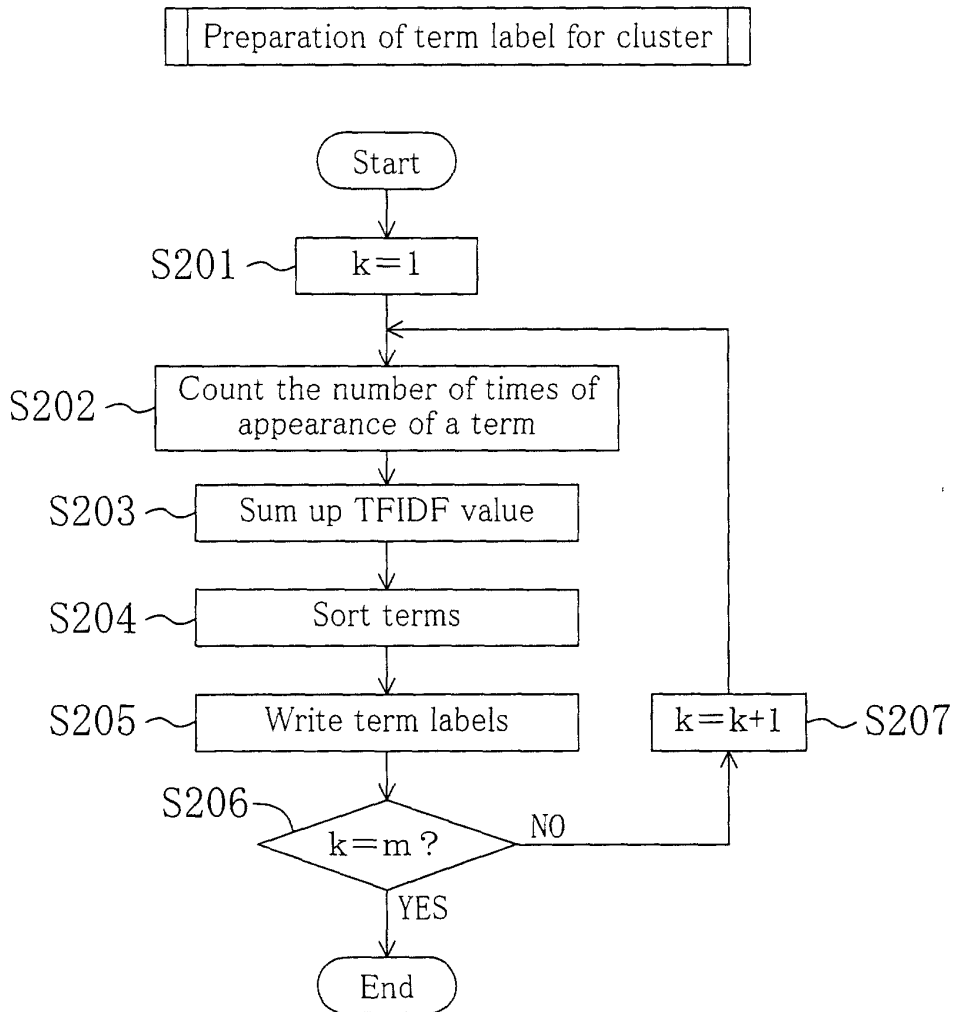 Preparation of term label for cluster
Start
S201
k=1
S202
Count the number of times of
appearance of a term
S203
Sum up TFIDF value
S204
Sort terms
S205
Write term labels
k=k+1
S207
S206
k=m?
NO
YES
End